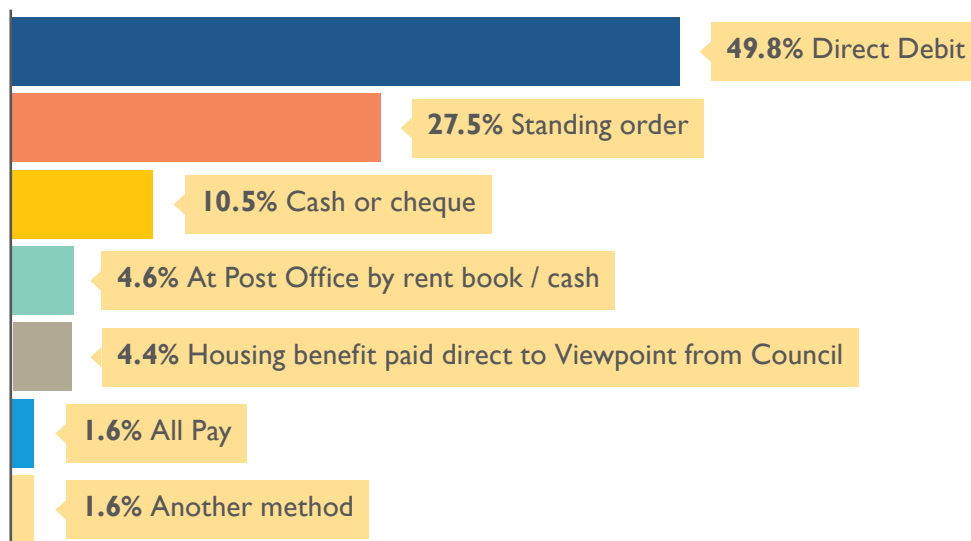 49.8% Direct Debit
27.5% Standing order
10.5% Cash or cheque
4.6% At Post Office by rent book / cash
4.4% Housing benefit paid direct to Viewpoint from Council
1.6% All Pay
1.6% Another method